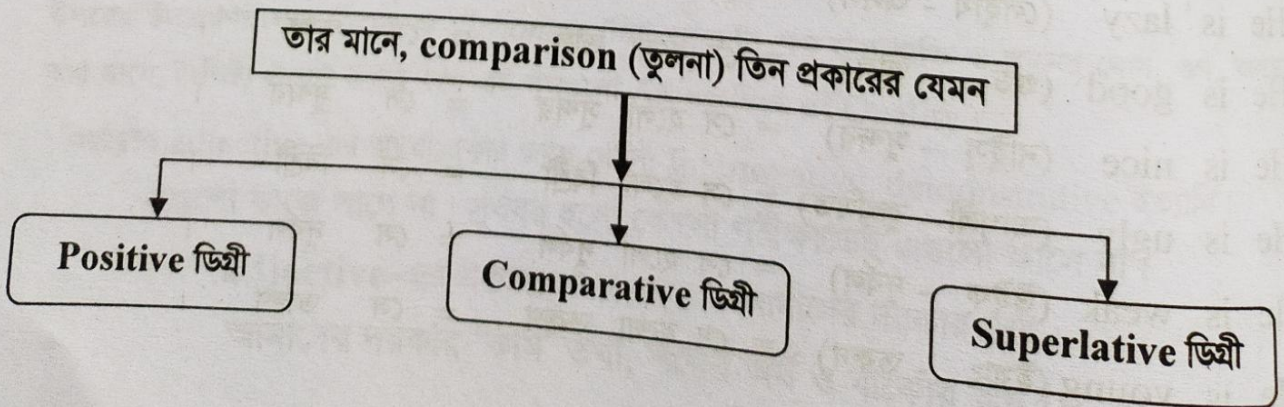 তার মানে, comparison (তুলনা) তিন প্রকারের যেমন
Positive ডিগ্রী
Comparative ডিগ্রী
Superlative ডিগ্রী